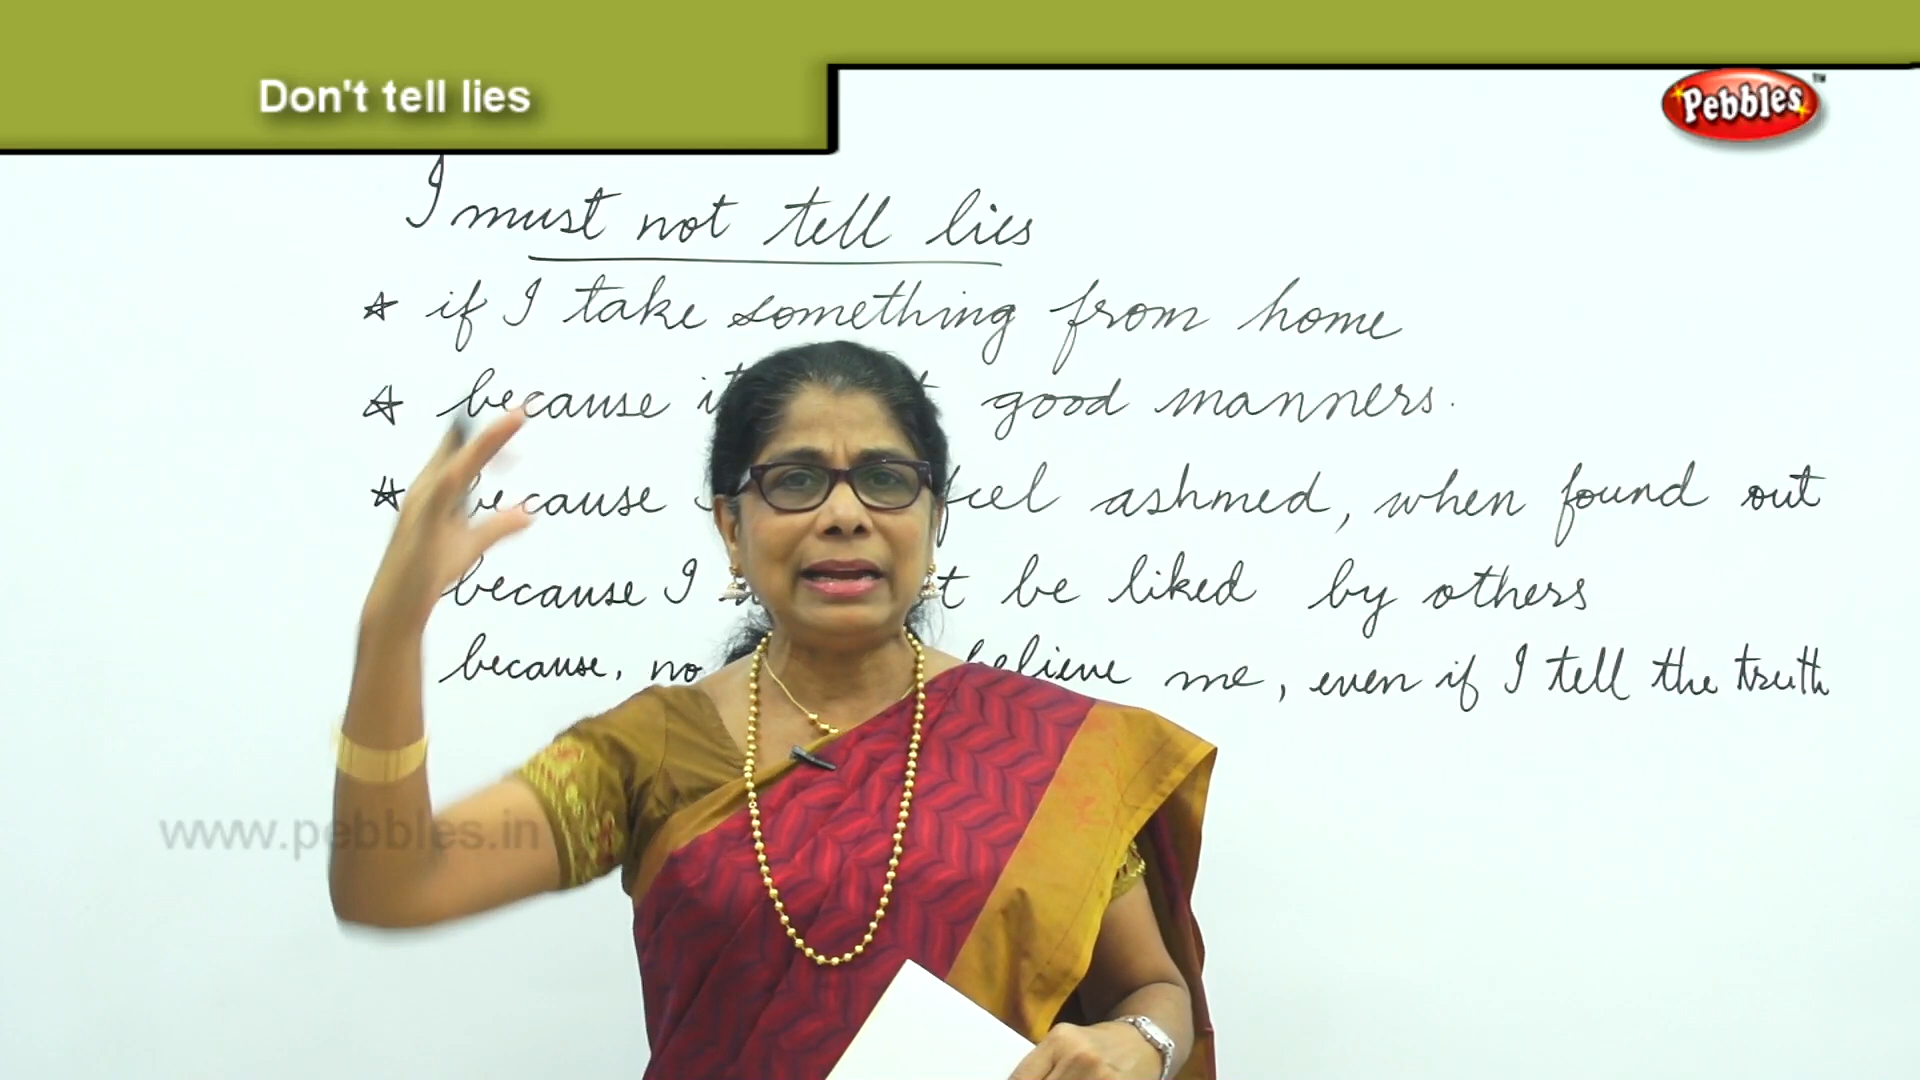 Don't tell lies
Pebbles™
I must not tell lies
if I take something from home
because good manners.
because feel ashmed, when found out
because I be liked by others
because, no believe me, even if I tell the truth
www.pebbles.in